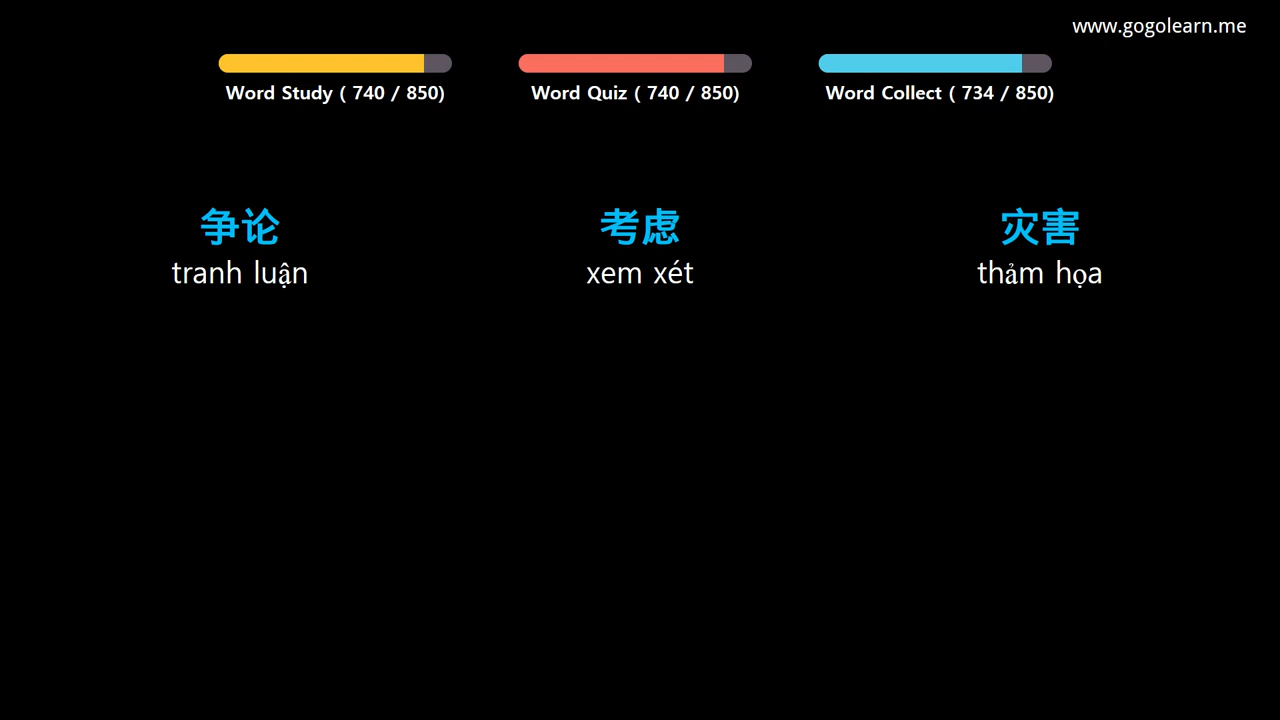 www.gogolearn.me
Word Study ( 740 / 850)
Word Quiz ( 740 / 850)
Word Collect ( 734 / 850)
争论
tranh luận
考虑
xem xét
灾害
thảm họa